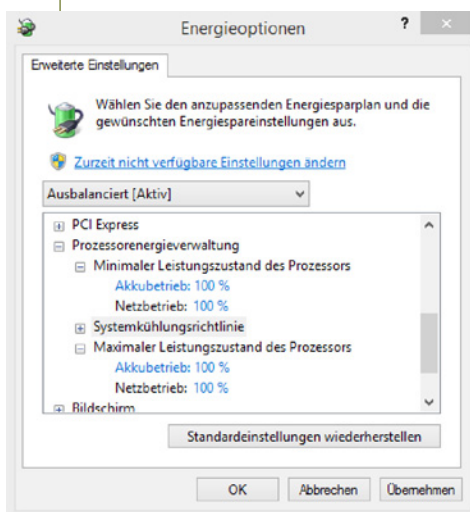 Energieoptionen
?
Erweiterte Einstellungen
Wählen Sie den anzupassenden Energiesparplan und die
gewünschten Energiespareinstellungen aus.
Zurzeit nicht verfügbare Einstellungen ändern
Ausbalanciert [Aktiv]
PCI Express
Prozessorenergieverwaltung
Minimaler Leistungszustand des Prozessors
Akkubetrieb: 100 %
Netzbetrieb: 100 %
Systemkühlungsrichtlinie
Maximaler Leistungszustand des Prozessors
Akkubetrieb: 100 %
Netzbetrieb: 100 %
Bildschirm
Standardeinstellungen wiederherstellen
OK
Abbrechen
Übernehmen